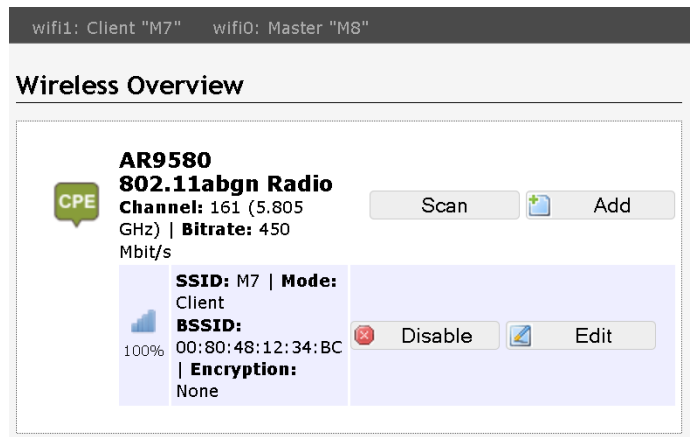 wifi1: Client "M7" wifi0: Master "M8"
Wireless Overview
AR9580
802.11abgn Radio
CPE
Channel: 161 (5.805
GHz) | Bitrate: 450
Mbit/s
Scan
Add
SSID: M7 | Mode:
Client
BSSID:
00:80:48:12:34:BC
| Encryption:
None
100%
Disable
Edit